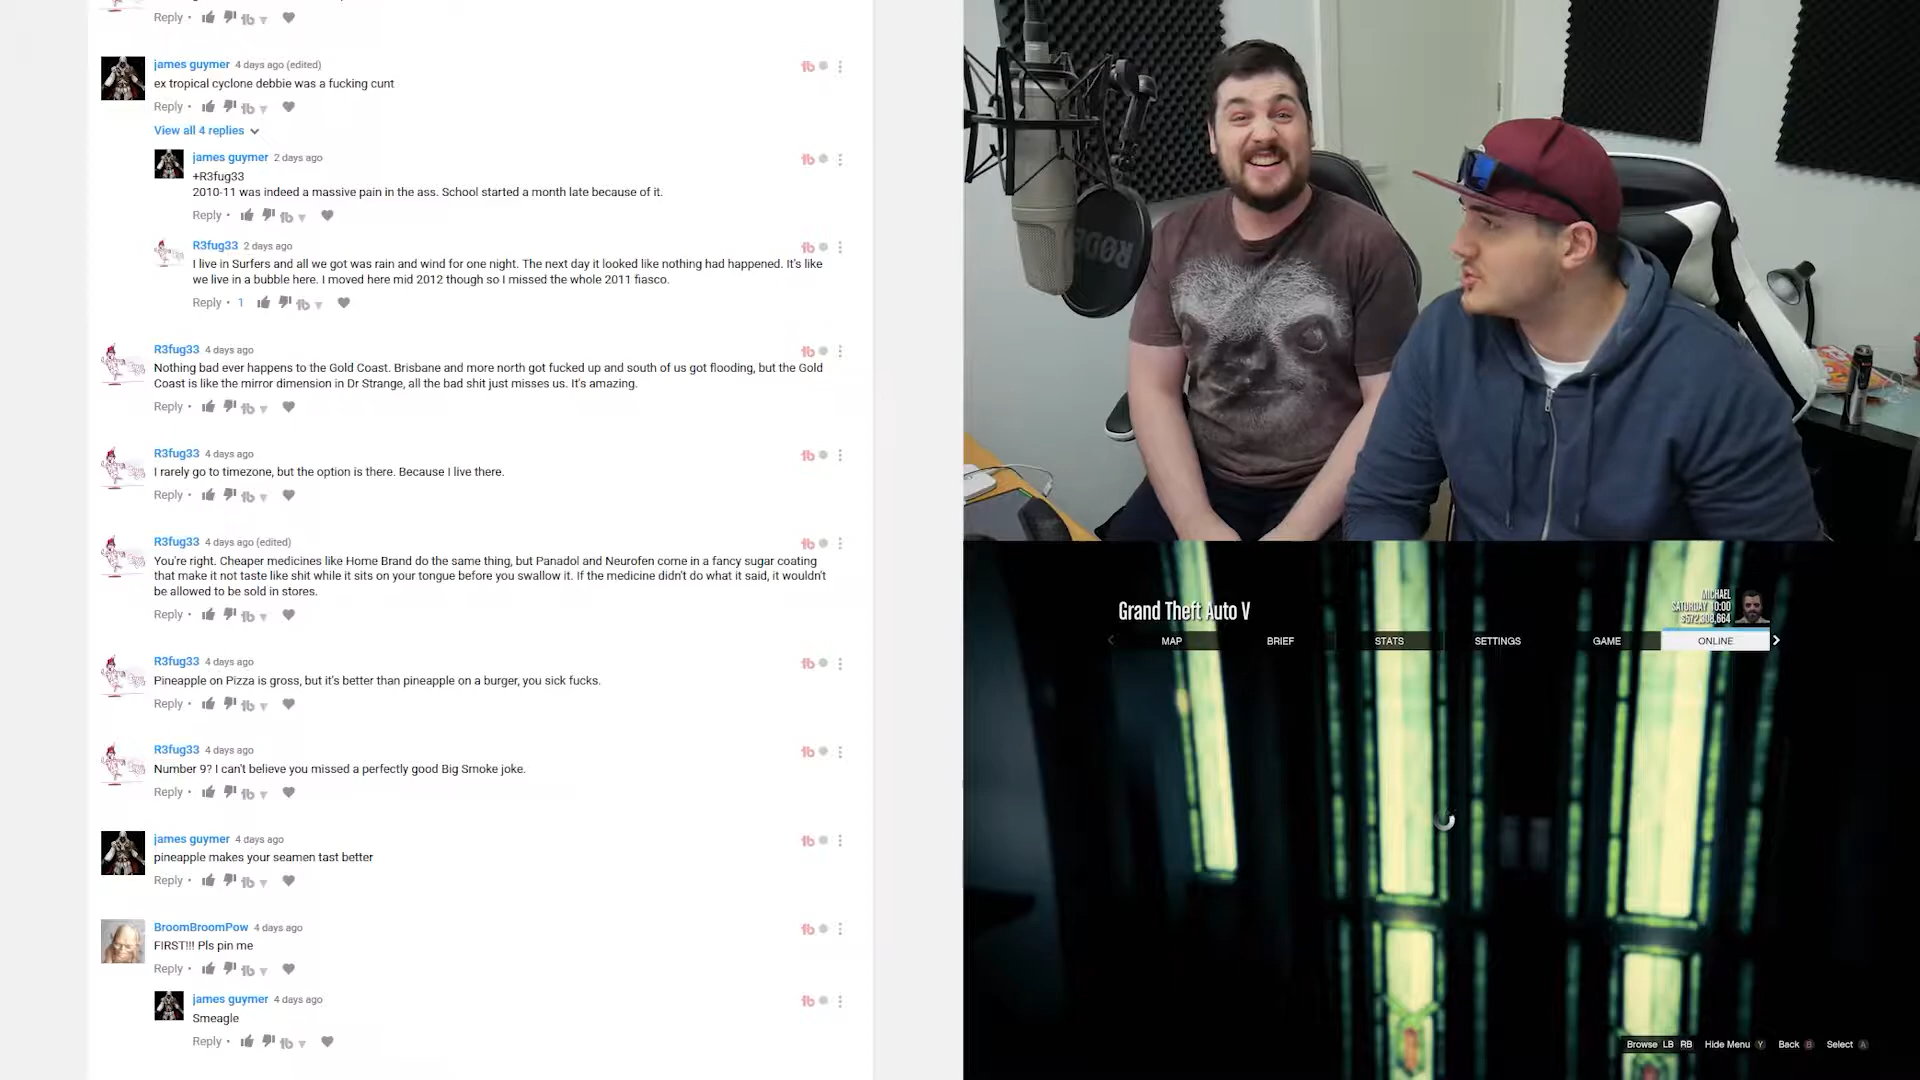 Reply •
james guymer 4 days ago (edited)
ex tropical cyclone debbie was a fucking cunt
Reply •
View all 4 replies
james guymer 2 days ago
+R3fug33
2010-11 was indeed a massive pain in the ass. School started a month late because of it.
Reply •
R3fug33 2 days ago
I live in Surfers and all we got was rain and wind for one night. The next day it looked like nothing had happened. It's like
we live in a bubble here. I moved here mid 2012 though so I missed the whole 2011 fiasco.
Reply • 1
R3fug33 4 days ago
Nothing bad ever happens to the Gold Coast. Brisbane and more north got fucked up and south of us got flooding, but the Gold
Coast is like the mirror dimension in Dr Strange, all the bad shit just misses us. It's amazing.
Reply •
R3fug33 4 days ago
I rarely go to timezone, but the option is there. Because I live there.
Reply •
R3fug33 4 days ago (edited)
You're right. Cheaper medicines like Home Brand do the same thing, but Panadol and Neurofen come in a fancy sugar coating
that make it not taste like shit while it sits on your tongue before you swallow it. If the medicine didn't do what it said, it wouldn't
be allowed to be sold in stores.
Reply •
R3fug33 4 days ago
Pineapple on Pizza is gross, but it's better than pineapple on a burger, you sick fucks.
Reply •
R3fug33 4 days ago
Number 9? I can't believe you missed a perfectly good Big Smoke joke.
Reply •
james guymer 4 days ago
pineapple makes your seamen tast better
Reply •
BroomBroomPow 4 days ago
FIRST!!! Pls pin me
Reply •
james guymer 4 days ago
Smeagle
Reply •
RØDE
Grand Theft Auto V
MICHAEL
SATURDAY 10:00
MAP BRIEF STATS SETTINGS GAME ONLINE
Browse LB RB Hide Menu Y Back B Select A